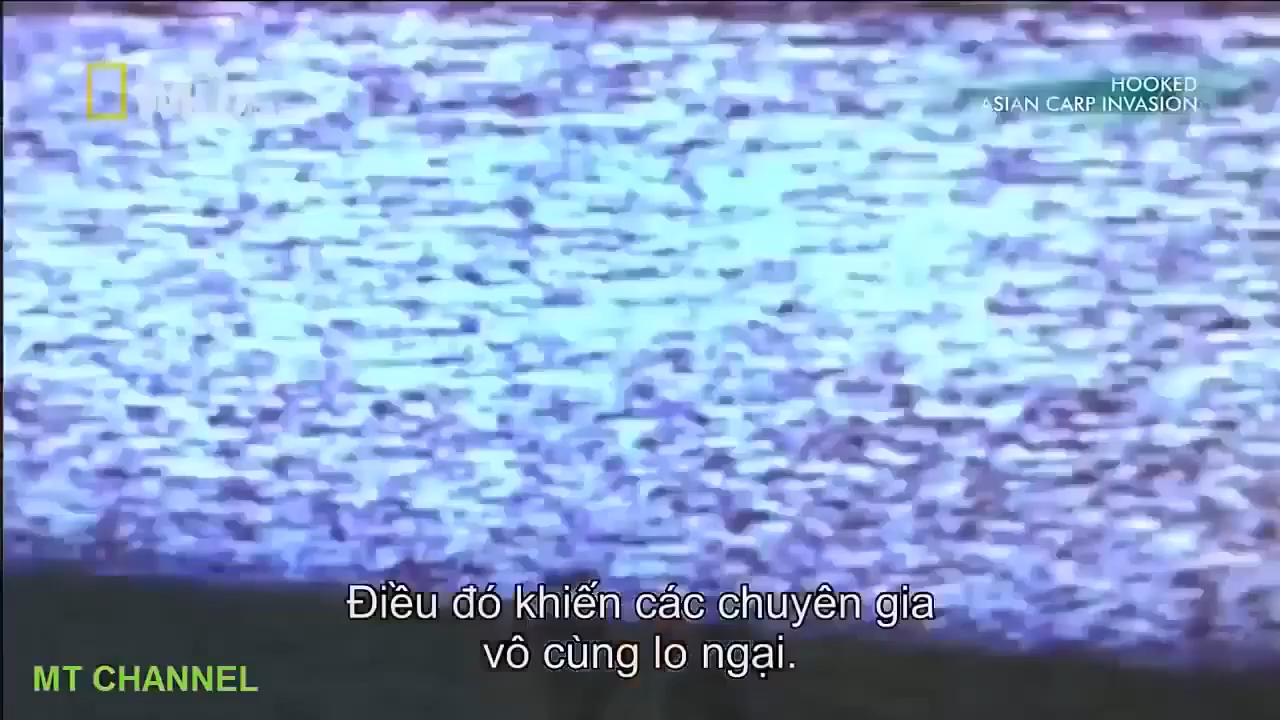 HOOKED
ASIAN CARP INVASION
Điều đó khiến các chuyên gia
vô cùng lo ngại.
MT CHANNEL